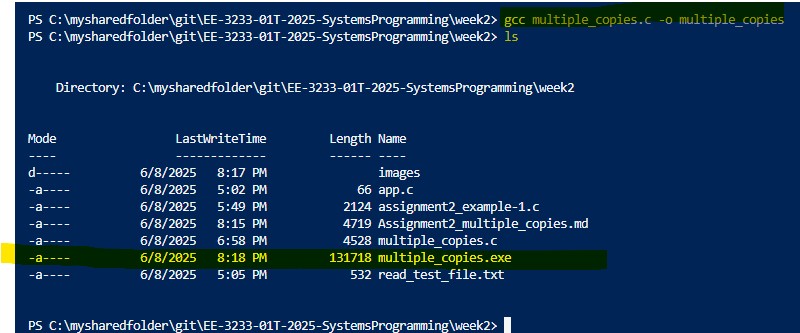 PS C:\mysharedfolder\git\EE-3233-01T-2025-SystemsProgramming\week2> gcc multiple_copies.c -o multiple_copies
PS C:\mysharedfolder\git\EE-3233-01T-2025-SystemsProgramming\week2> ls
Directory: C:\mysharedfolder\git\EE-3233-01T-2025-SystemsProgramming\week2
Mode LastWriteTime Length Name
---- ------------- ------ ----
d----- 6/8/2025 8:17 PM images
-a---- 6/8/2025 5:02 PM 66 app.c
-a---- 6/8/2025 5:49 PM 2124 assignment2_example-1.c
-a---- 6/8/2025 8:15 PM 4719 Assignment2_multiple_copies.md
-a---- 6/8/2025 6:58 PM 4528 multiple_copies.c
-a---- 6/8/2025 8:18 PM 131718 multiple_copies.exe
-a---- 6/8/2025 5:05 PM 532 read_test_file.txt
PS C:\mysharedfolder\git\EE-3233-01T-2025-SystemsProgramming\week2>